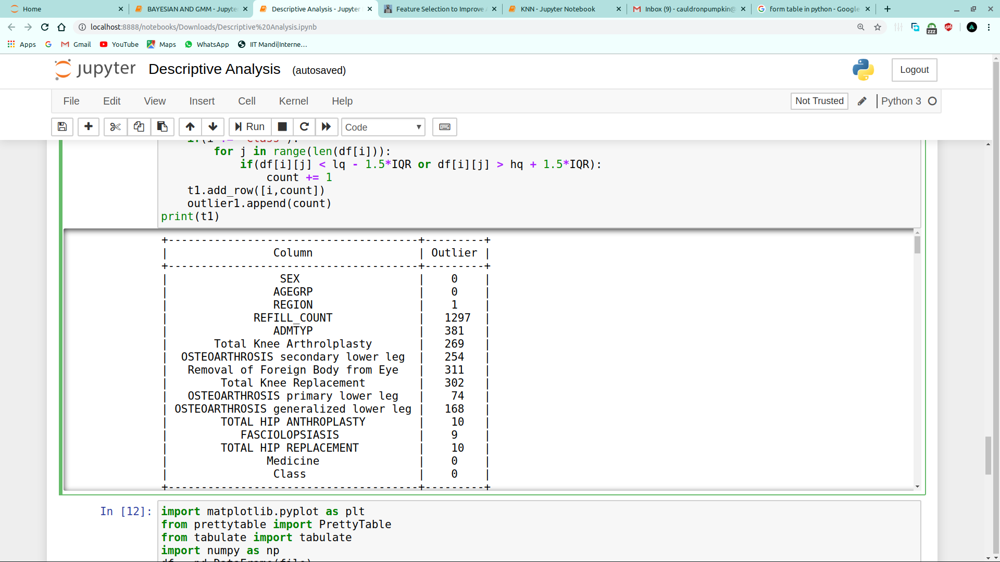 Home
BAYESIAN AND GMM - Jupyte
Descriptive Analysis - Jupyter
Feature Selection to Improve
KNN - Jupyter Notebook
Inbox (9) - cauldronpumpkin@
form table in python - Google
localhost:8888/notebooks/Downloads/Descriptive%20Analysis.ipynb
Apps Gmail YouTube Maps WhatsApp IIT Mandi|Interne...
jupyter Descriptive Analysis (autosaved) Logout
File Edit View Insert Cell Kernel Help Not Trusted Python 3
Run Code
for j in range(len(df[i])):
if(df[i][j] < lq - 1.5*IQR or df[i][j] > hq + 1.5*IQR):
count += 1
t1.add_row([i,count])
outlier1.append(count)
print(t1)
+--------------------------------------+---------+
| Column | Outlier |
+--------------------------------------+---------+
| SEX | 0 |
| AGEGRP | 0 |
| REGION | 1 |
| REFILL_COUNT | 1297 |
| ADMTYP | 381 |
| Total Knee Arthrolplasty | 269 |
| OSTEOARTHROSIS secondary lower leg | 254 |
| Removal of Foreign Body from Eye | 311 |
| Total Knee Replacement | 302 |
| OSTEOARTHROSIS primary lower leg | 74 |
| OSTEOARTHROSIS generalized lower leg | 168 |
| TOTAL HIP ANTHROPLASTY | 10 |
| FASCIOLOPSIASIS | 9 |
| TOTAL HIP REPLACEMENT | 10 |
| Medicine | 0 |
| Class | 0 |
+--------------------------------------+---------+
In [12]: import matplotlib.pyplot as plt
from prettytable import PrettyTable
from tabulate import tabulate
import numpy as np